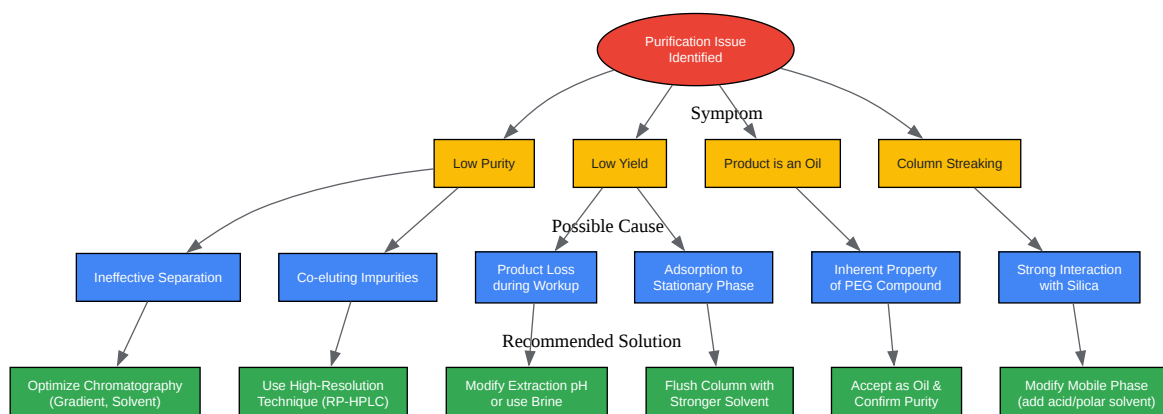 Purification Issue
Identified
Symptom
Low Purity
Low Yield
Product is an Oil
Column Streaking
Possible Cause
Ineffective Separation
Co-eluting Impurities
Product Loss
during Workup
Adsorption to
Stationary Phase
Inherent Property
of PEG Compound
Strong Interaction
with Silica
Recommended Solution
Optimize Chromatography
(Gradient, Solvent)
Use High-Resolution
Technique (RP-HPLC)
Modify Extraction pH
or use Brine
Flush Column with
Stronger Solvent
Accept as Oil &
Confirm Purity
Modify Mobile Phase
(add acid/polar solvent)